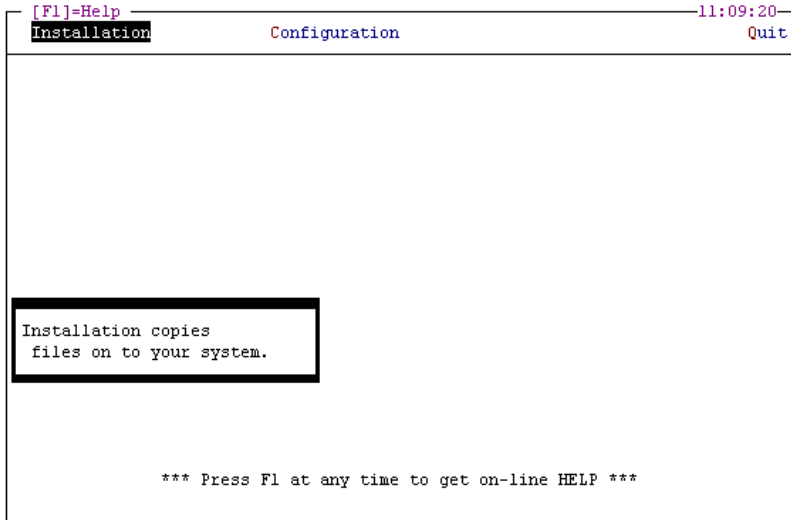 [F1]=Help 11:09:20
Installation Configuration Quit
Installation copies
files on to your system.
*** Press F1 at any time to get on-line HELP ***